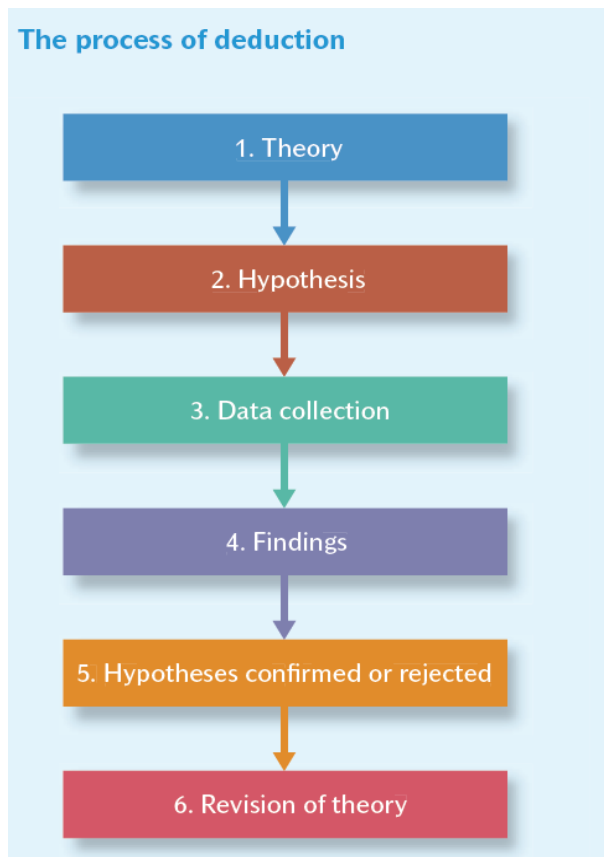 The process of deduction
1. Theory
2. Hypothesis
3. Data collection
4. Findings
5. Hypotheses confirmed or rejected
6. Revision of theory